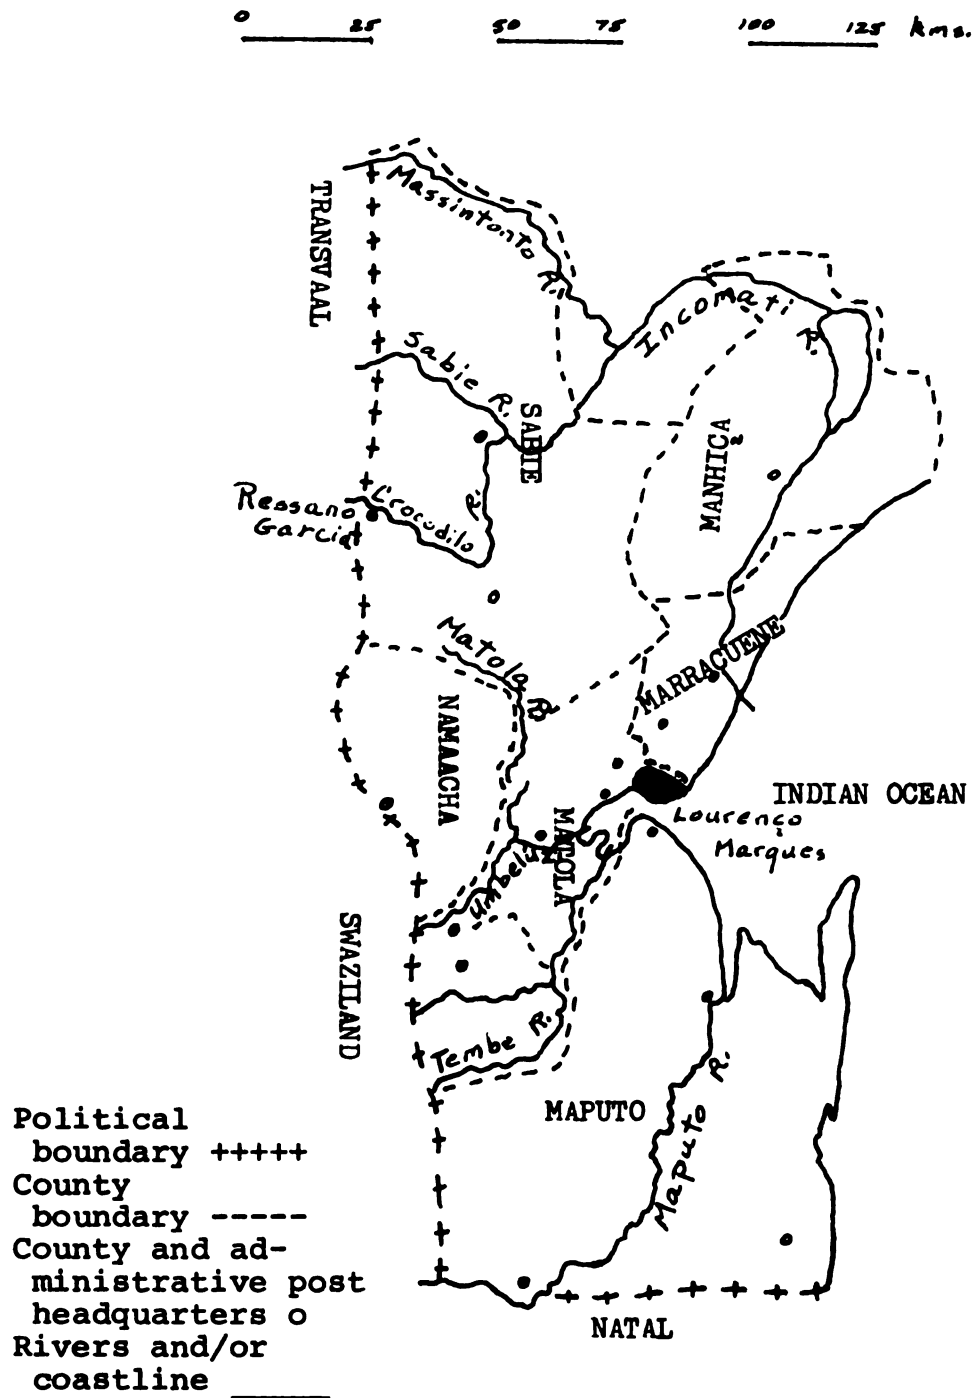 0 25 50 75 100 125 kms.
TRANSVAAL
Massintonto R.
Incomati R.
Sabie R.
SABIE
MANHIÇA
Ressano
Garcia
Crocodilo R.
Matola R.
MARRACUENE
NAMAACHA
INDIAN OCEAN
Lourenço
Marques
MATOLA
Umbeluzi
SWAZILAND
Tembe R.
MAPUTO
Maputo R.
NATAL
Political
boundary +++++
County
boundary -----
County and ad-
ministrative post
headquarters o
Rivers and/or
coastline _____